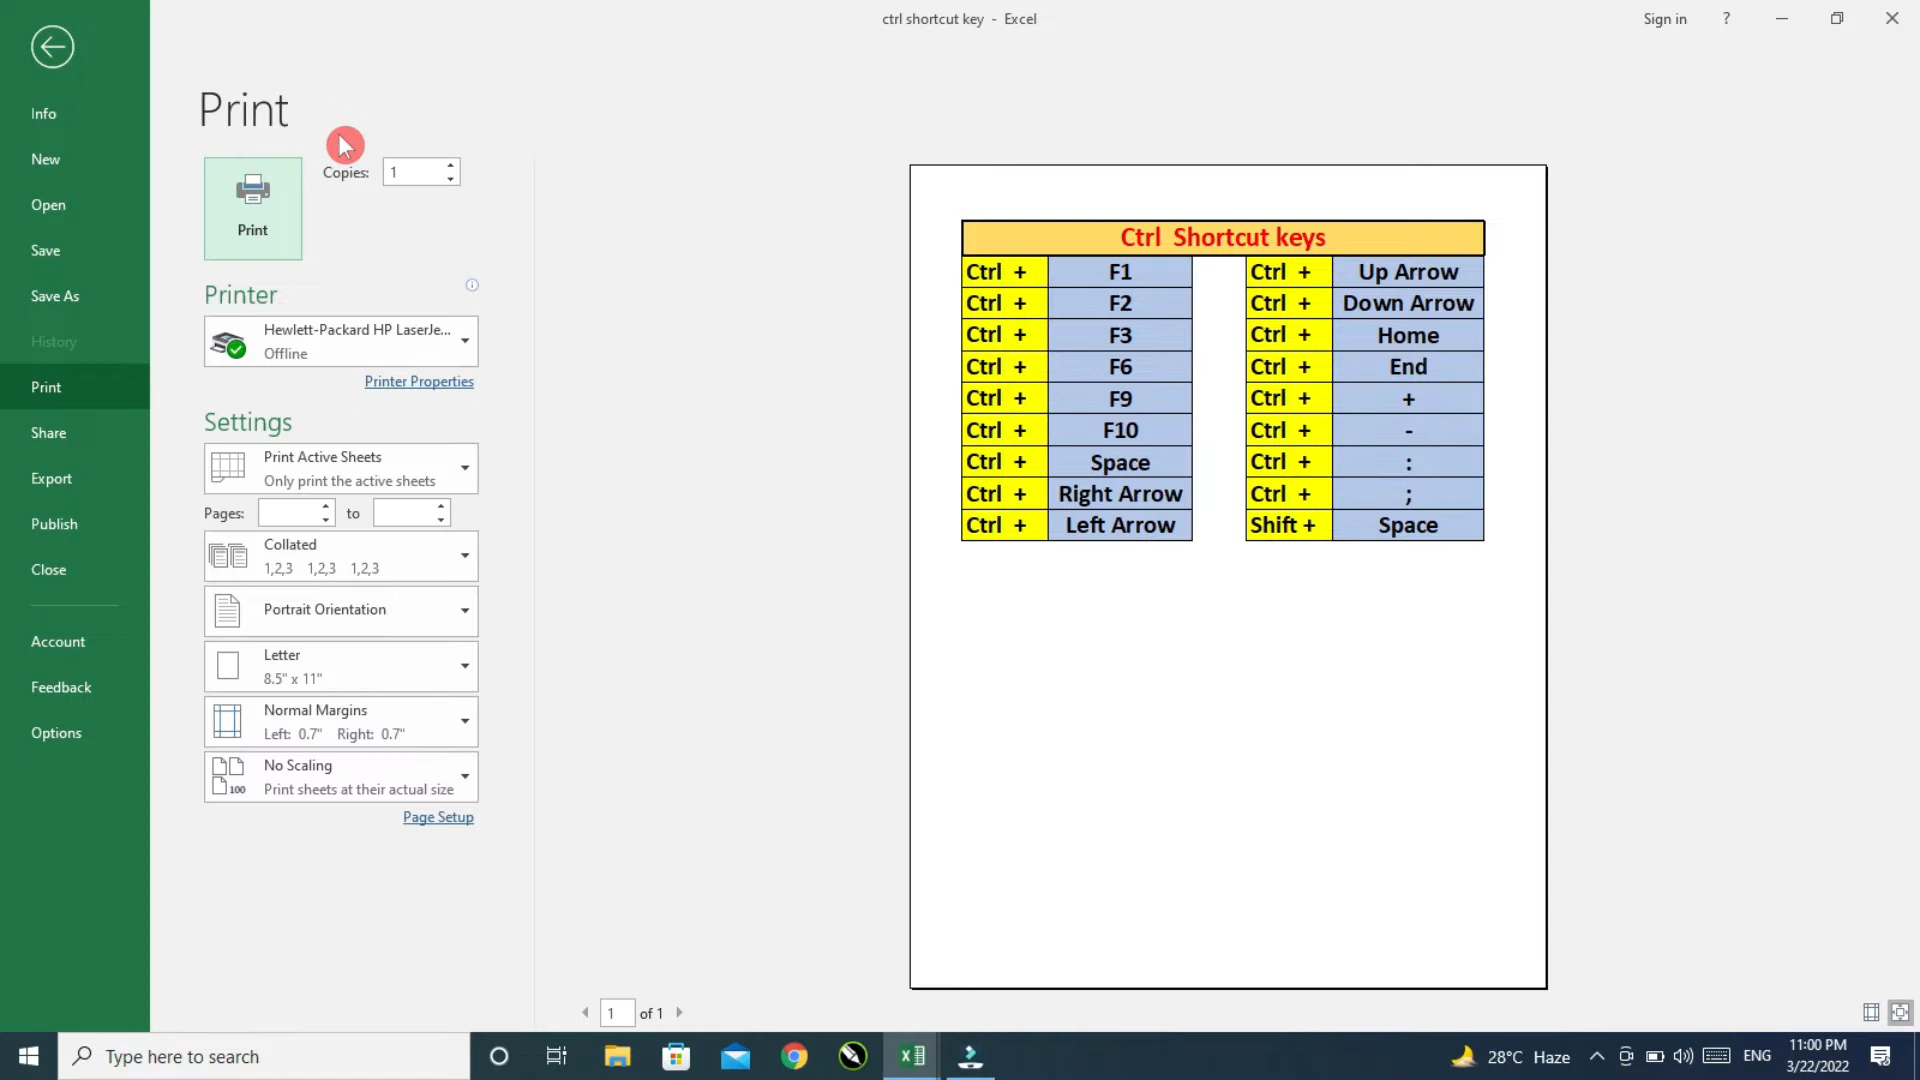 ctrl shortcut key - Excel
Sign in ?
Info
New
Open
Save
Save As
History
Print
Share
Export
Publish
Close
Account
Feedback
Options
Print
Print
Copies: 1
Printer
Hewlett-Packard HP LaserJe...
Offline
Printer Properties
Settings
Print Active Sheets
Only print the active sheets
Pages: to
Collated
1,2,3 1,2,3 1,2,3
Portrait Orientation
Letter
8.5" x 11"
Normal Margins
Left: 0.7" Right: 0.7"
100
No Scaling
Print sheets at their actual size
Page Setup
Ctrl Shortcut keys
Ctrl + F1 Ctrl + Up Arrow
Ctrl + F2 Ctrl + Down Arrow
Ctrl + F3 Ctrl + Home
Ctrl + F6 Ctrl + End
Ctrl + F9 Ctrl + +
Ctrl + F10 Ctrl + -
Ctrl + Space Ctrl + :
Ctrl + Right Arrow Ctrl + ;
Ctrl + Left Arrow Shift + Space
1 of 1
Type here to search
28°C Haze
ENG
11:00 PM
3/22/2022